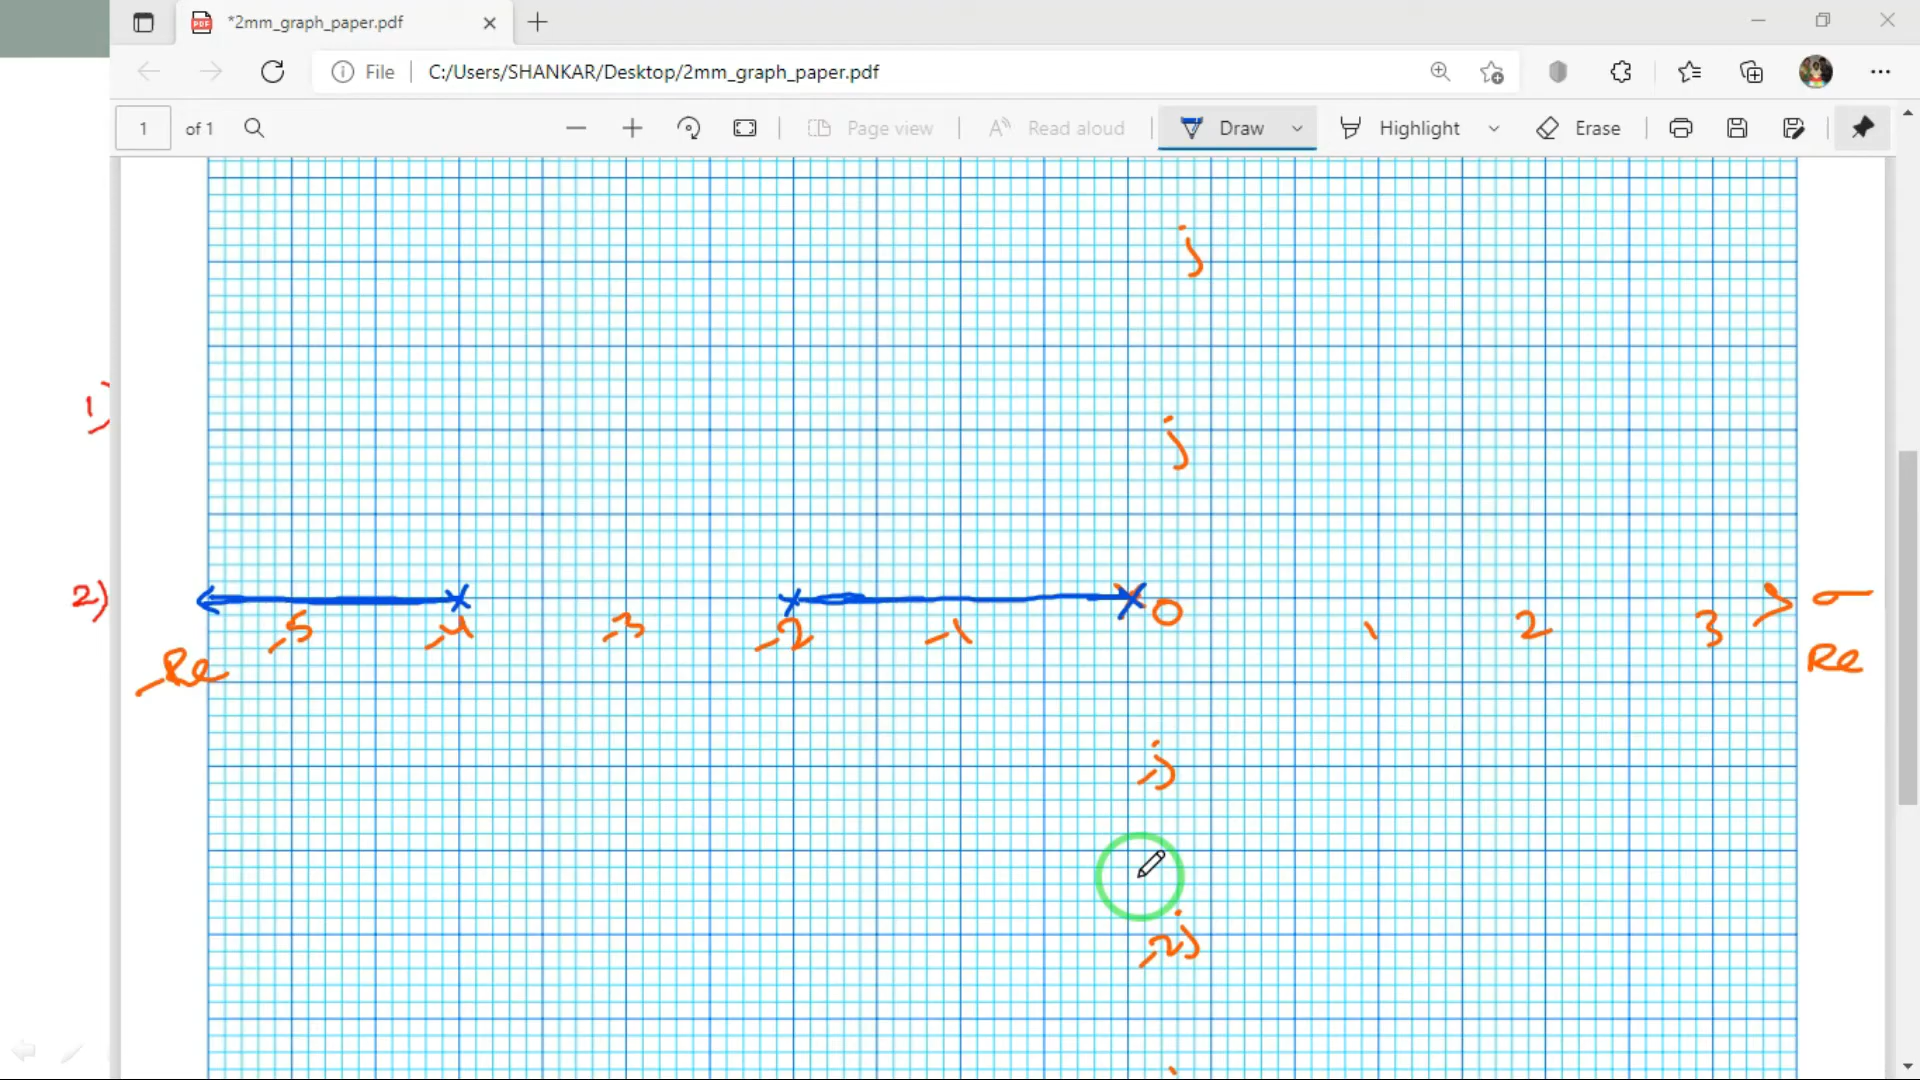 *2mm_graph_paper.pdf
File C:/Users/SHANKAR/Desktop/2mm_graph_paper.pdf
1 of 1 Page view Read aloud Draw Highlight Erase
j
1)
j
2)
-5 -4 -3 -2 -1 0 1 2 3 σ
-Re Re
-j
-2j